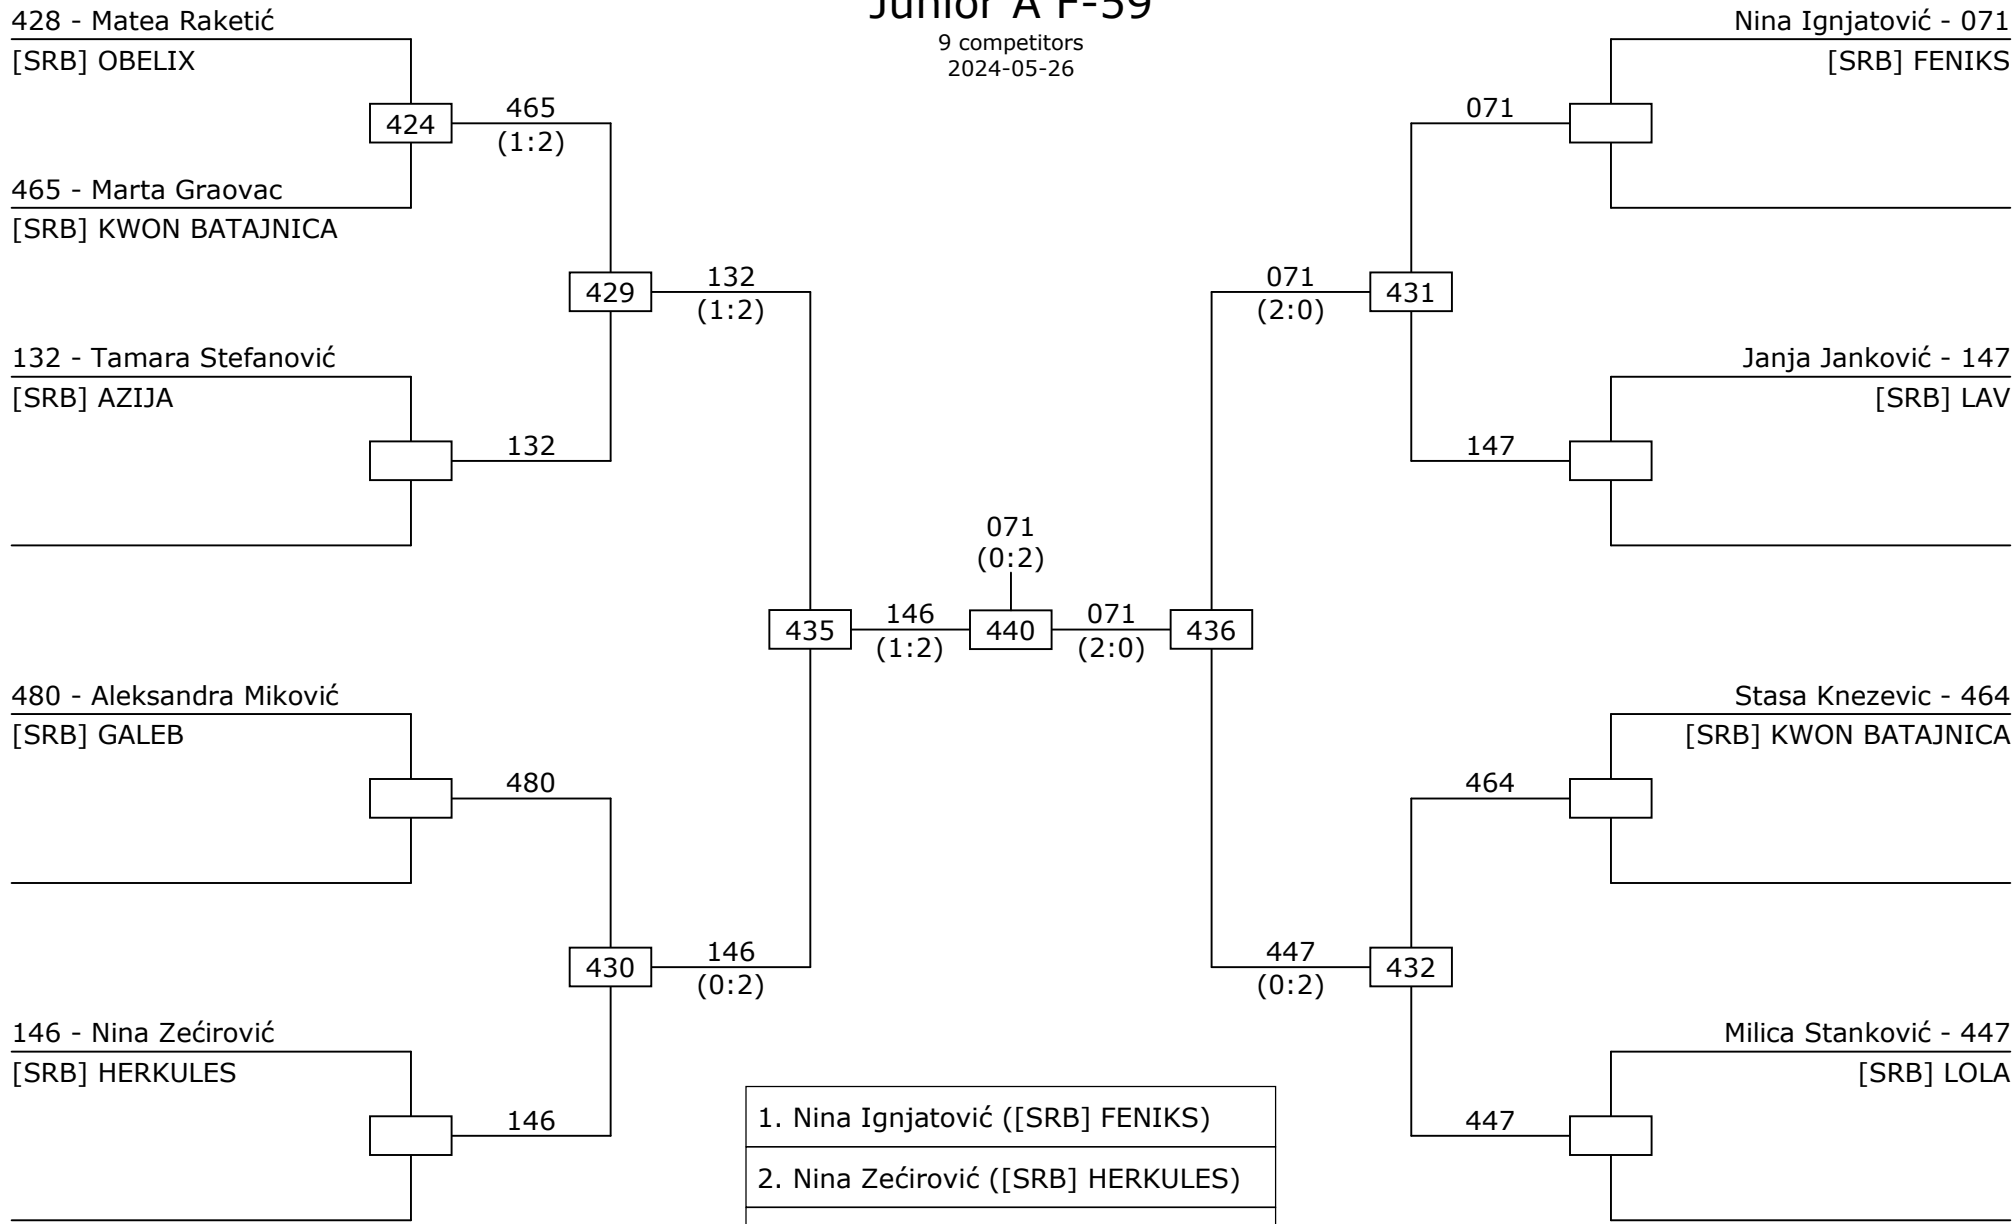 Junior A F-59
9 competitors
2024-05-26
428 - Matea Raketić
[SRB] OBELIX
424
465
(1:2)
465 - Marta Graovac
[SRB] KWON BATAJNICA
429
132
(1:2)
132 - Tamara Stefanović
[SRB] AZIJA
132
480 - Aleksandra Miković
[SRB] GALEB
480
430
146
(0:2)
146 - Nina Zećirović
[SRB] HERKULES
146
435
146
(1:2)
071
(0:2)
440
071
(2:0)
436
Nina Ignjatović - 071
[SRB] FENIKS
071
071
(2:0)
431
Janja Janković - 147
[SRB] LAV
147
Stasa Knezevic - 464
[SRB] KWON BATAJNICA
464
447
(0:2)
432
Milica Stanković - 447
[SRB] LOLA
447
1. Nina Ignjatović ([SRB] FENIKS)
2. Nina Zećirović ([SRB] HERKULES)